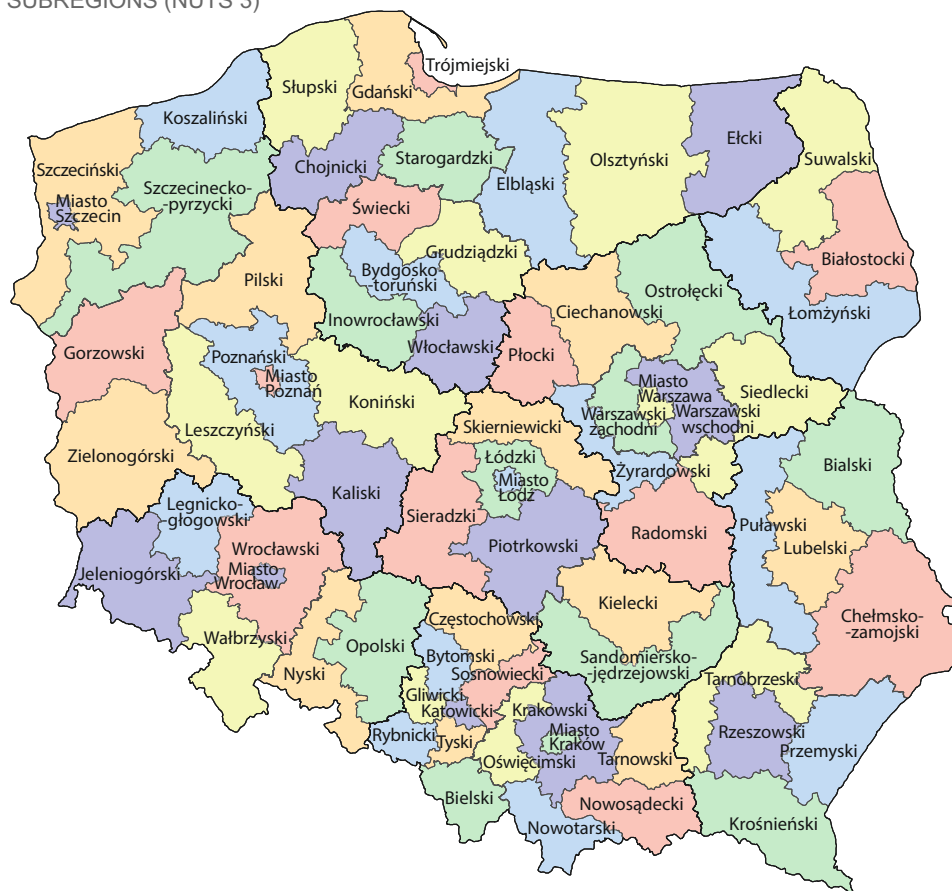 SUBREGIONS (NUTS 3)
Trójmiejski
Słupski
Gdański
Koszaliński
Ełcki
Suwalski
Olsztyński
Starogardzki
Chojnicki
Szczeciński
Elbląski
Szczecinecko-
-pyrzycki
Miasto
Szczecin
Świecki
Grudziądzki
Białostocki
Bydgosko-
toruński
Pilski
Ostrołęcki
Ciechanowski
Łomżyński
Inowrocławski
Włocławski
Gorzowski
Poznański
Płocki
Miasto
Poznań
Miasto
Warszawa
Siedlecki
Koniński
Warszawski
zachodni
Warszawski
wschodni
Leszczyński
Skierniewicki
Zielonogórski
Łódzki
Miasto
Łódź
Żyrardowski
Bialski
Kaliski
Legnicko-
głogowski
Sieradzki
Puławski
Radomski
Lubelski
Wrocławski
Piotrkowski
Miasto
Wrocław
Jeleniogórski
Kielecki
Chełmsko-
-zamojski
Częstochowski
Wałbrzyski
Opolski
Bytomski
Sandomiersko-
jędrzejowski
Nyski
Sosnowiecki
Tarnobrzeski
Gliwicki
Katowicki
Krakowski
Miasto
Kraków
Rybnicki
Tyski
Rzeszowski
Przemyski
Oświęcimski
Tarnowski
Bielski
Nowosądecki
Nowotarski
Krośnieński